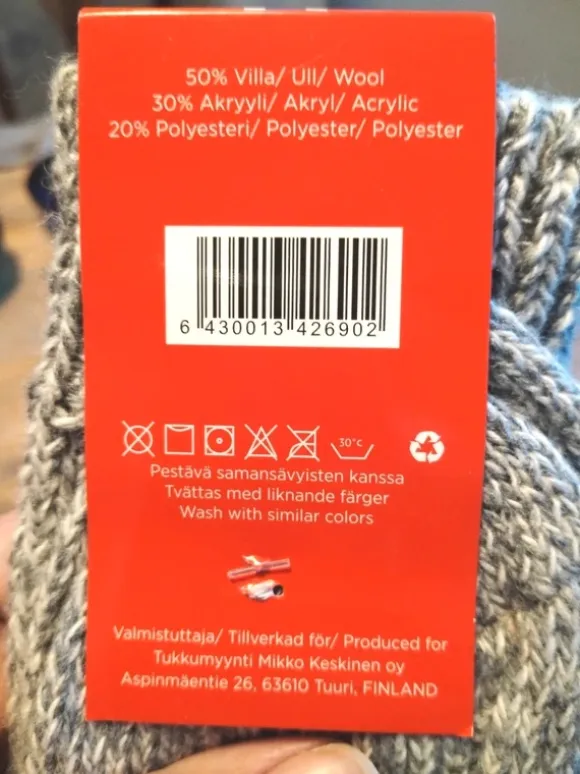 50% Villa/ Ull/ Wool
30% Akryyli/ Akryl/ Acrylic
20% Polyesteri/ Polyester/ Polyester
6 430013 426902
30°C
Pestävä samansävyisten kanssa
Tvättas med liknande färger
Wash with similar colors
Valmistuttaja/ Tillverkad för/ Produced for
Tukkumyynti Mikko Keskinen oy
Aspinmäentie 26, 63610 Tuuri, FINLAND